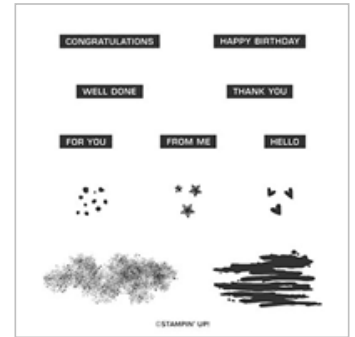 CONGRATULATIONS
HAPPY BIRTHDAY
WELL DONE
THANK YOU
FOR YOU
FROM ME
HELLO
©STAMPIN' UP!